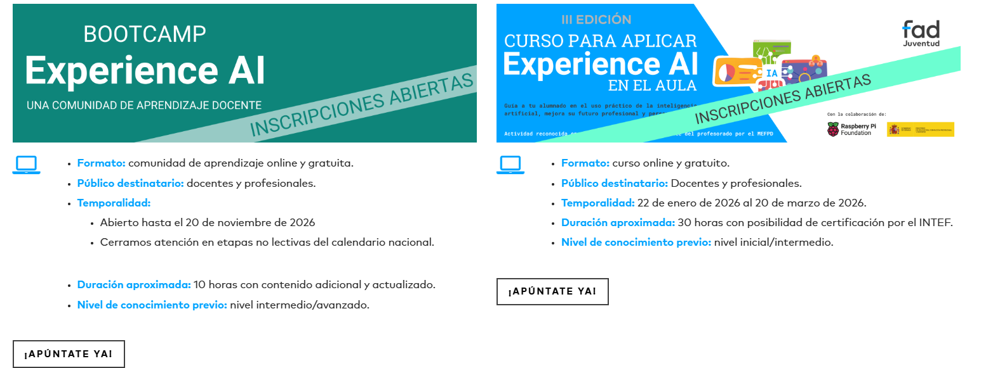 BOOTCAMP
Experience AI
UNA COMUNIDAD DE APRENDIZAJE DOCENTE
INSCRIPCIONES ABIERTAS
Formato: comunidad de aprendizaje online y gratuita.
Público destinatario: docentes y profesionales.
Temporalidad:
Abierto hasta el 20 de noviembre de 2026
Cerramos atención en etapas no lectivas del calendario nacional.
Duración aproximada: 10 horas con contenido adicional y actualizado.
Nivel de conocimiento previo: nivel intermedio/avanzado.
¡APÚNTATE YA!
III EDICIÓN
CURSO PARA APLICAR
Experience AI
EN EL AULA
IA
fad
Juventud
INSCRIPCIONES ABIERTAS
Guía a tu alumnado en el uso práctico de la inteligencia
artificial, mejora su futuro profesional y
Actividad reconocida del profesorado por el MEFPD
Con la colaboración de:
Raspberry Pi
Foundation
Formato: curso online y gratuito.
Público destinatario: Docentes y profesionales.
Temporalidad: 22 de enero de 2026 al 20 de marzo de 2026.
Duración aproximada: 30 horas con posibilidad de certificación por el INTEF.
Nivel de conocimiento previo: nivel inicial/intermedio.
¡APÚNTATE YA!